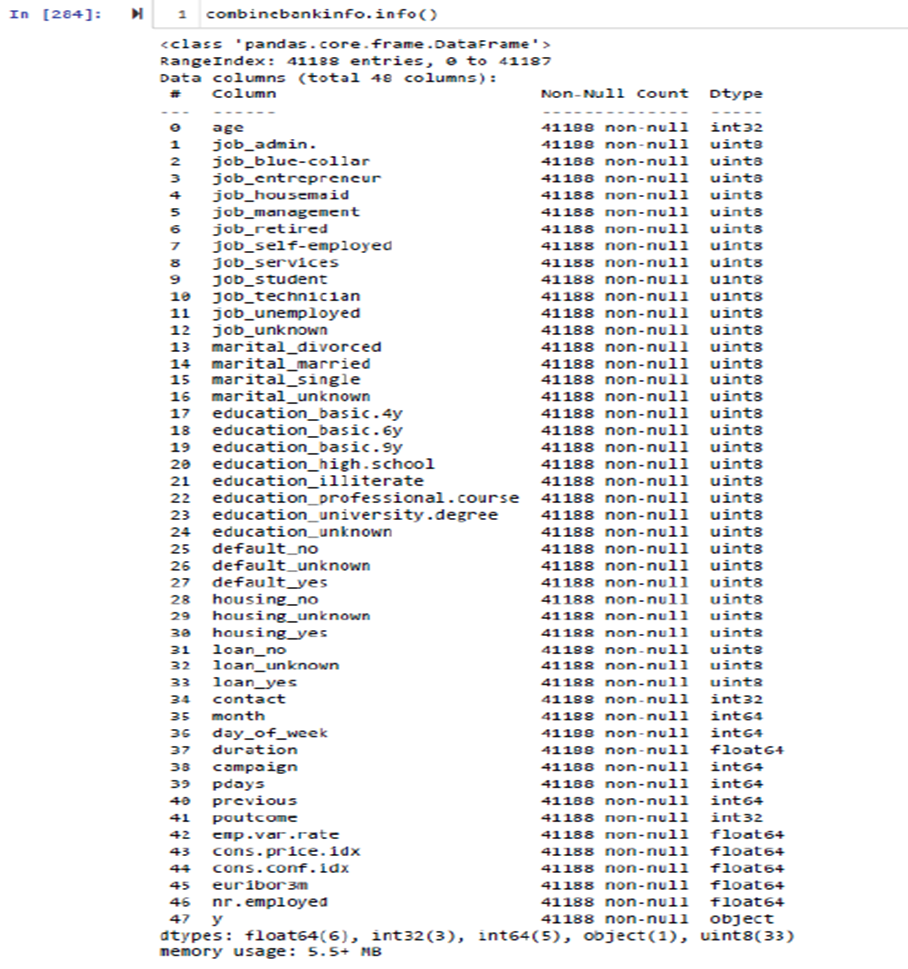 In [284]: 1 combinebankinfo.info()
<class 'pandas.core.frame.DataFrame'>
RangeIndex: 41188 entries, 0 to 41187
Data columns (total 48 columns):
# Column Non-Null Count Dtype
--- ------ -------------- -----
0 age 41188 non-null int32
1 job_admin. 41188 non-null uint8
2 job_blue-collar 41188 non-null uint8
3 job_entrepreneur 41188 non-null uint8
4 job_housemaid 41188 non-null uint8
5 job_management 41188 non-null uint8
6 job_retired 41188 non-null uint8
7 job_self-employed 41188 non-null uint8
8 job_services 41188 non-null uint8
9 job_student 41188 non-null uint8
10 job_technician 41188 non-null uint8
11 job_unemployed 41188 non-null uint8
12 job_unknown 41188 non-null uint8
13 marital_divorced 41188 non-null uint8
14 marital_married 41188 non-null uint8
15 marital_single 41188 non-null uint8
16 marital_unknown 41188 non-null uint8
17 education_basic.4y 41188 non-null uint8
18 education_basic.6y 41188 non-null uint8
19 education_basic.9y 41188 non-null uint8
20 education_high.school 41188 non-null uint8
21 education_illiterate 41188 non-null uint8
22 education_professional.course 41188 non-null uint8
23 education_university.degree 41188 non-null uint8
24 education_unknown 41188 non-null uint8
25 default_no 41188 non-null uint8
26 default_unknown 41188 non-null uint8
27 default_yes 41188 non-null uint8
28 housing_no 41188 non-null uint8
29 housing_unknown 41188 non-null uint8
30 housing_yes 41188 non-null uint8
31 loan_no 41188 non-null uint8
32 loan_unknown 41188 non-null uint8
33 loan_yes 41188 non-null uint8
34 contact 41188 non-null int32
35 month 41188 non-null int64
36 day_of_week 41188 non-null int64
37 duration 41188 non-null float64
38 campaign 41188 non-null int64
39 pdays 41188 non-null int64
40 previous 41188 non-null int64
41 poutcome 41188 non-null int32
42 emp.var.rate 41188 non-null float64
43 cons.price.idx 41188 non-null float64
44 cons.conf.idx 41188 non-null float64
45 euribor3m 41188 non-null float64
46 nr.employed 41188 non-null float64
47 y 41188 non-null object
dtypes: float64(6), int32(3), int64(5), object(1), uint8(33)
memory usage: 5.5+ MB